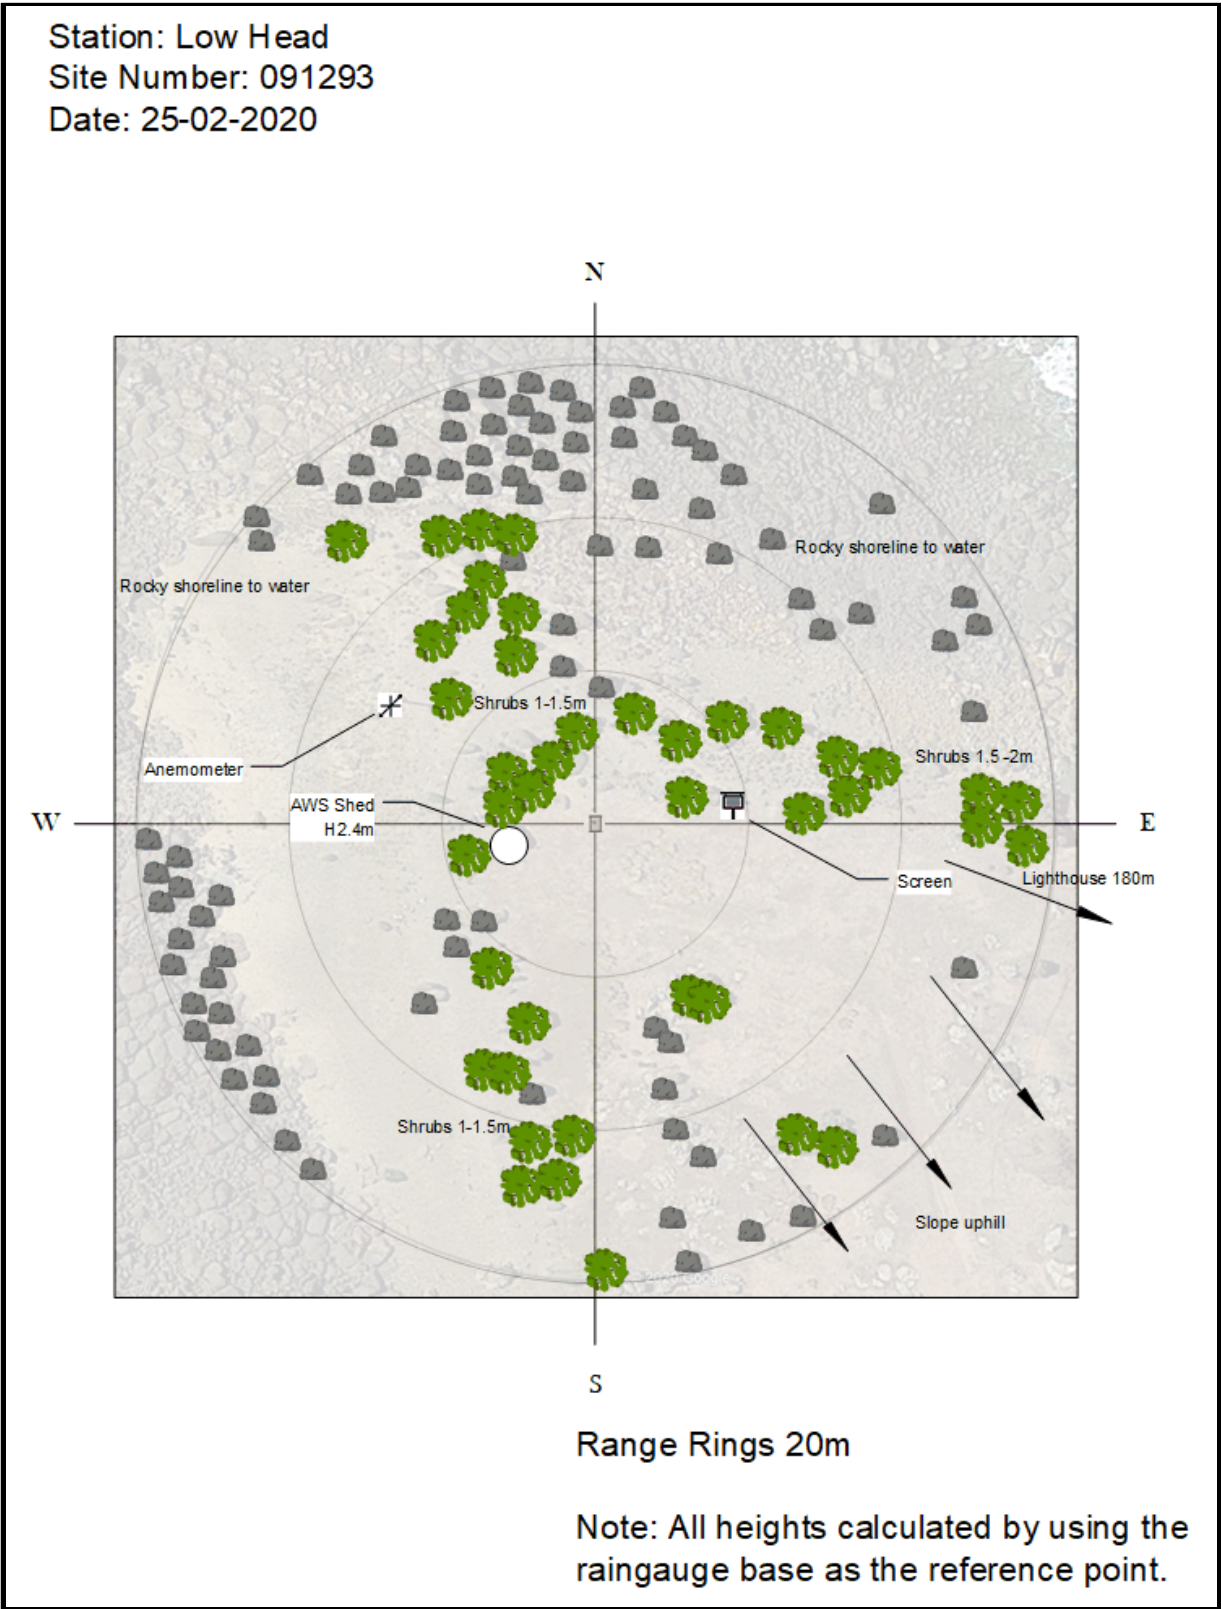 Station: Low Head
Site Number: 091293
Date: 25-02-2020
N
Rocky shoreline to water
Rocky shoreline to water
Shrubs 1-1.5m
Shrubs 1.5-2m
Anemometer
AWS Shed
H2.4m
W
E
Screen
Lighthouse 180m
Shrubs 1-1.5m
Slope uphill
S
Range Rings 20m
Note: All heights calculated by using the
raingauge base as the reference point.